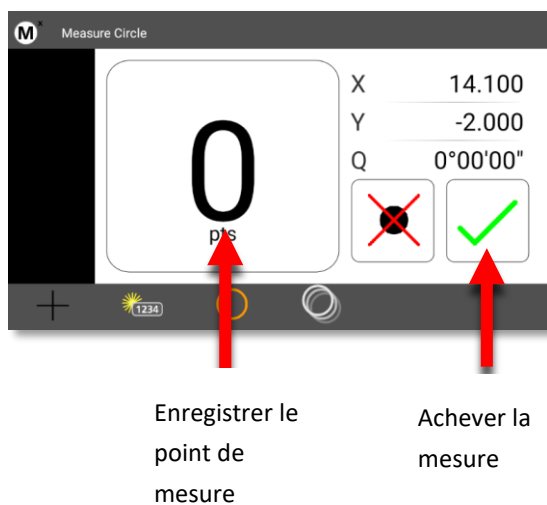 M x Measure Circle
0
pts
X 14.100
Y -2.000
Q 0°00'00"
1234
Enregistrer le
point de
mesure
Achever la
mesure